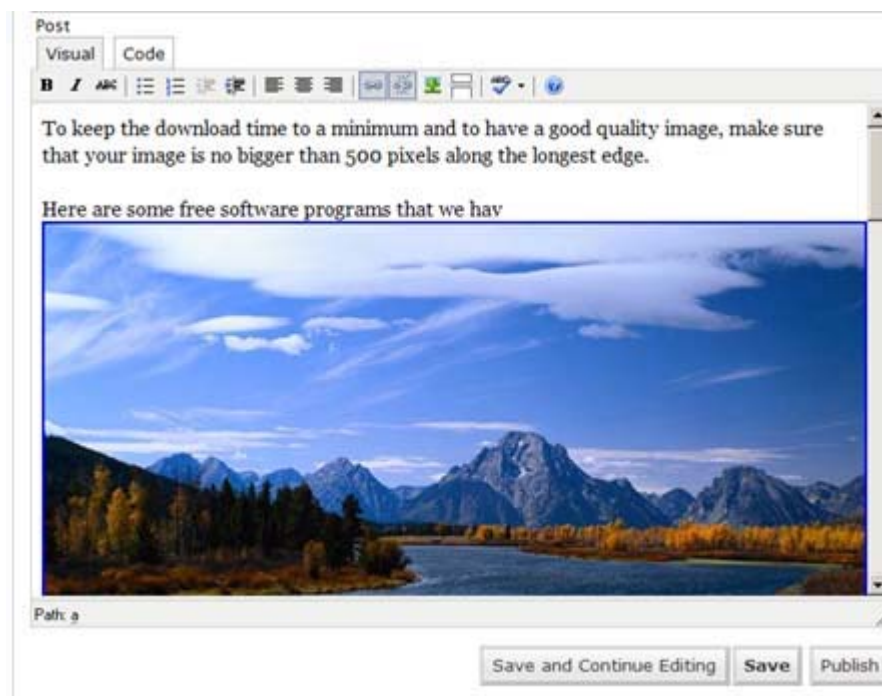 Post
Visual Code
B I ABC ABC
To keep the download time to a minimum and to have a good quality image, make sure
that your image is no bigger than 500 pixels along the longest edge.
Here are some free software programs that we hav
Path: a
Save and Continue Editing Save Publish